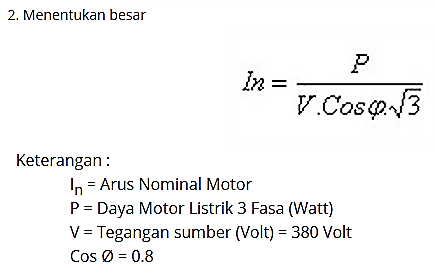 2. Menentukan besar
In = P / V.Cosφ.√3
Keterangan :
In = Arus Nominal Motor
P = Daya Motor Listrik 3 Fasa (Watt)
V = Tegangan sumber (Volt) = 380 Volt
Cos Ø = 0.8